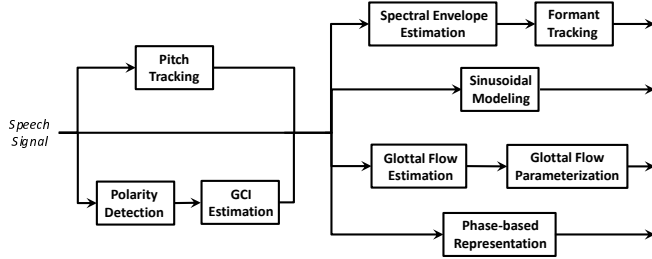 Speech
Signal
Pitch
Tracking
Polarity
Detection
GCI
Estimation
Spectral Envelope
Estimation
Formant
Tracking
Sinusoidal
Modeling
Glottal Flow
Estimation
Glottal Flow
Parameterization
Phase-based
Representation